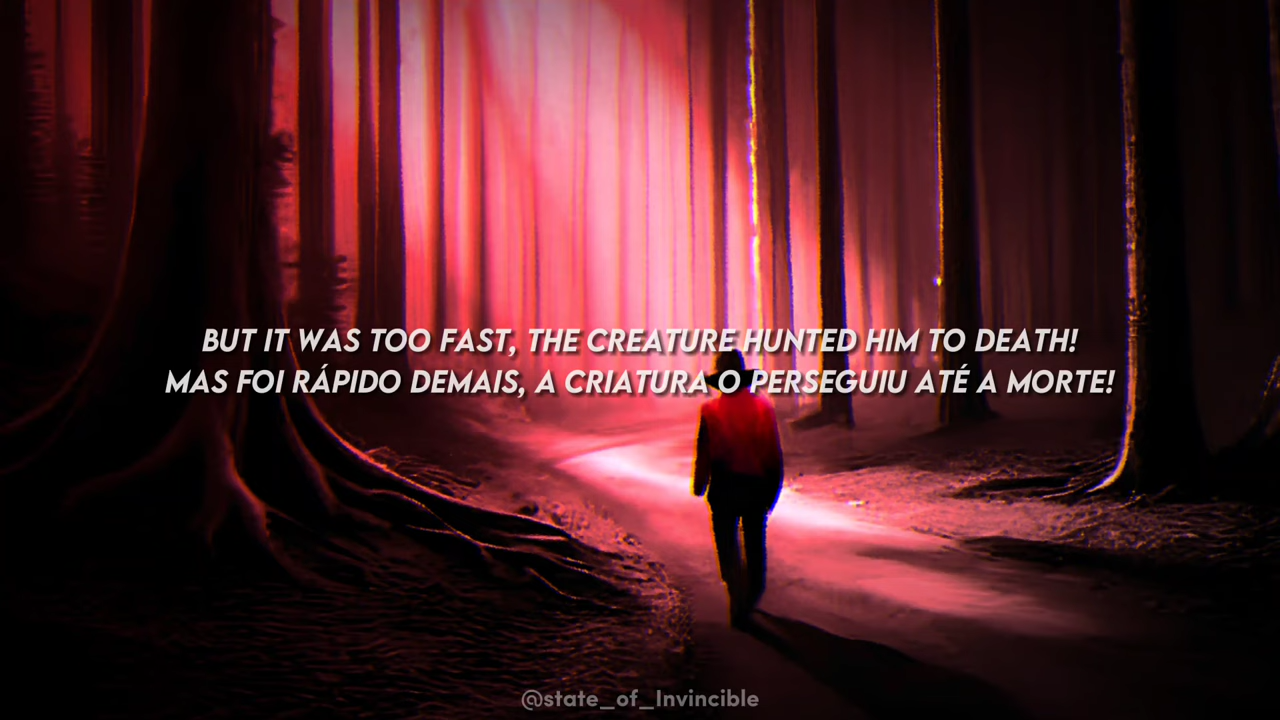 BUT IT WAS TOO FAST, THE CREATURE HUNTED HIM TO DEATH!
MAS FOI RÁPIDO DEMAIS, A CRIATURA O PERSEGUIU ATÉ A MORTE!
@state_of_Invincible